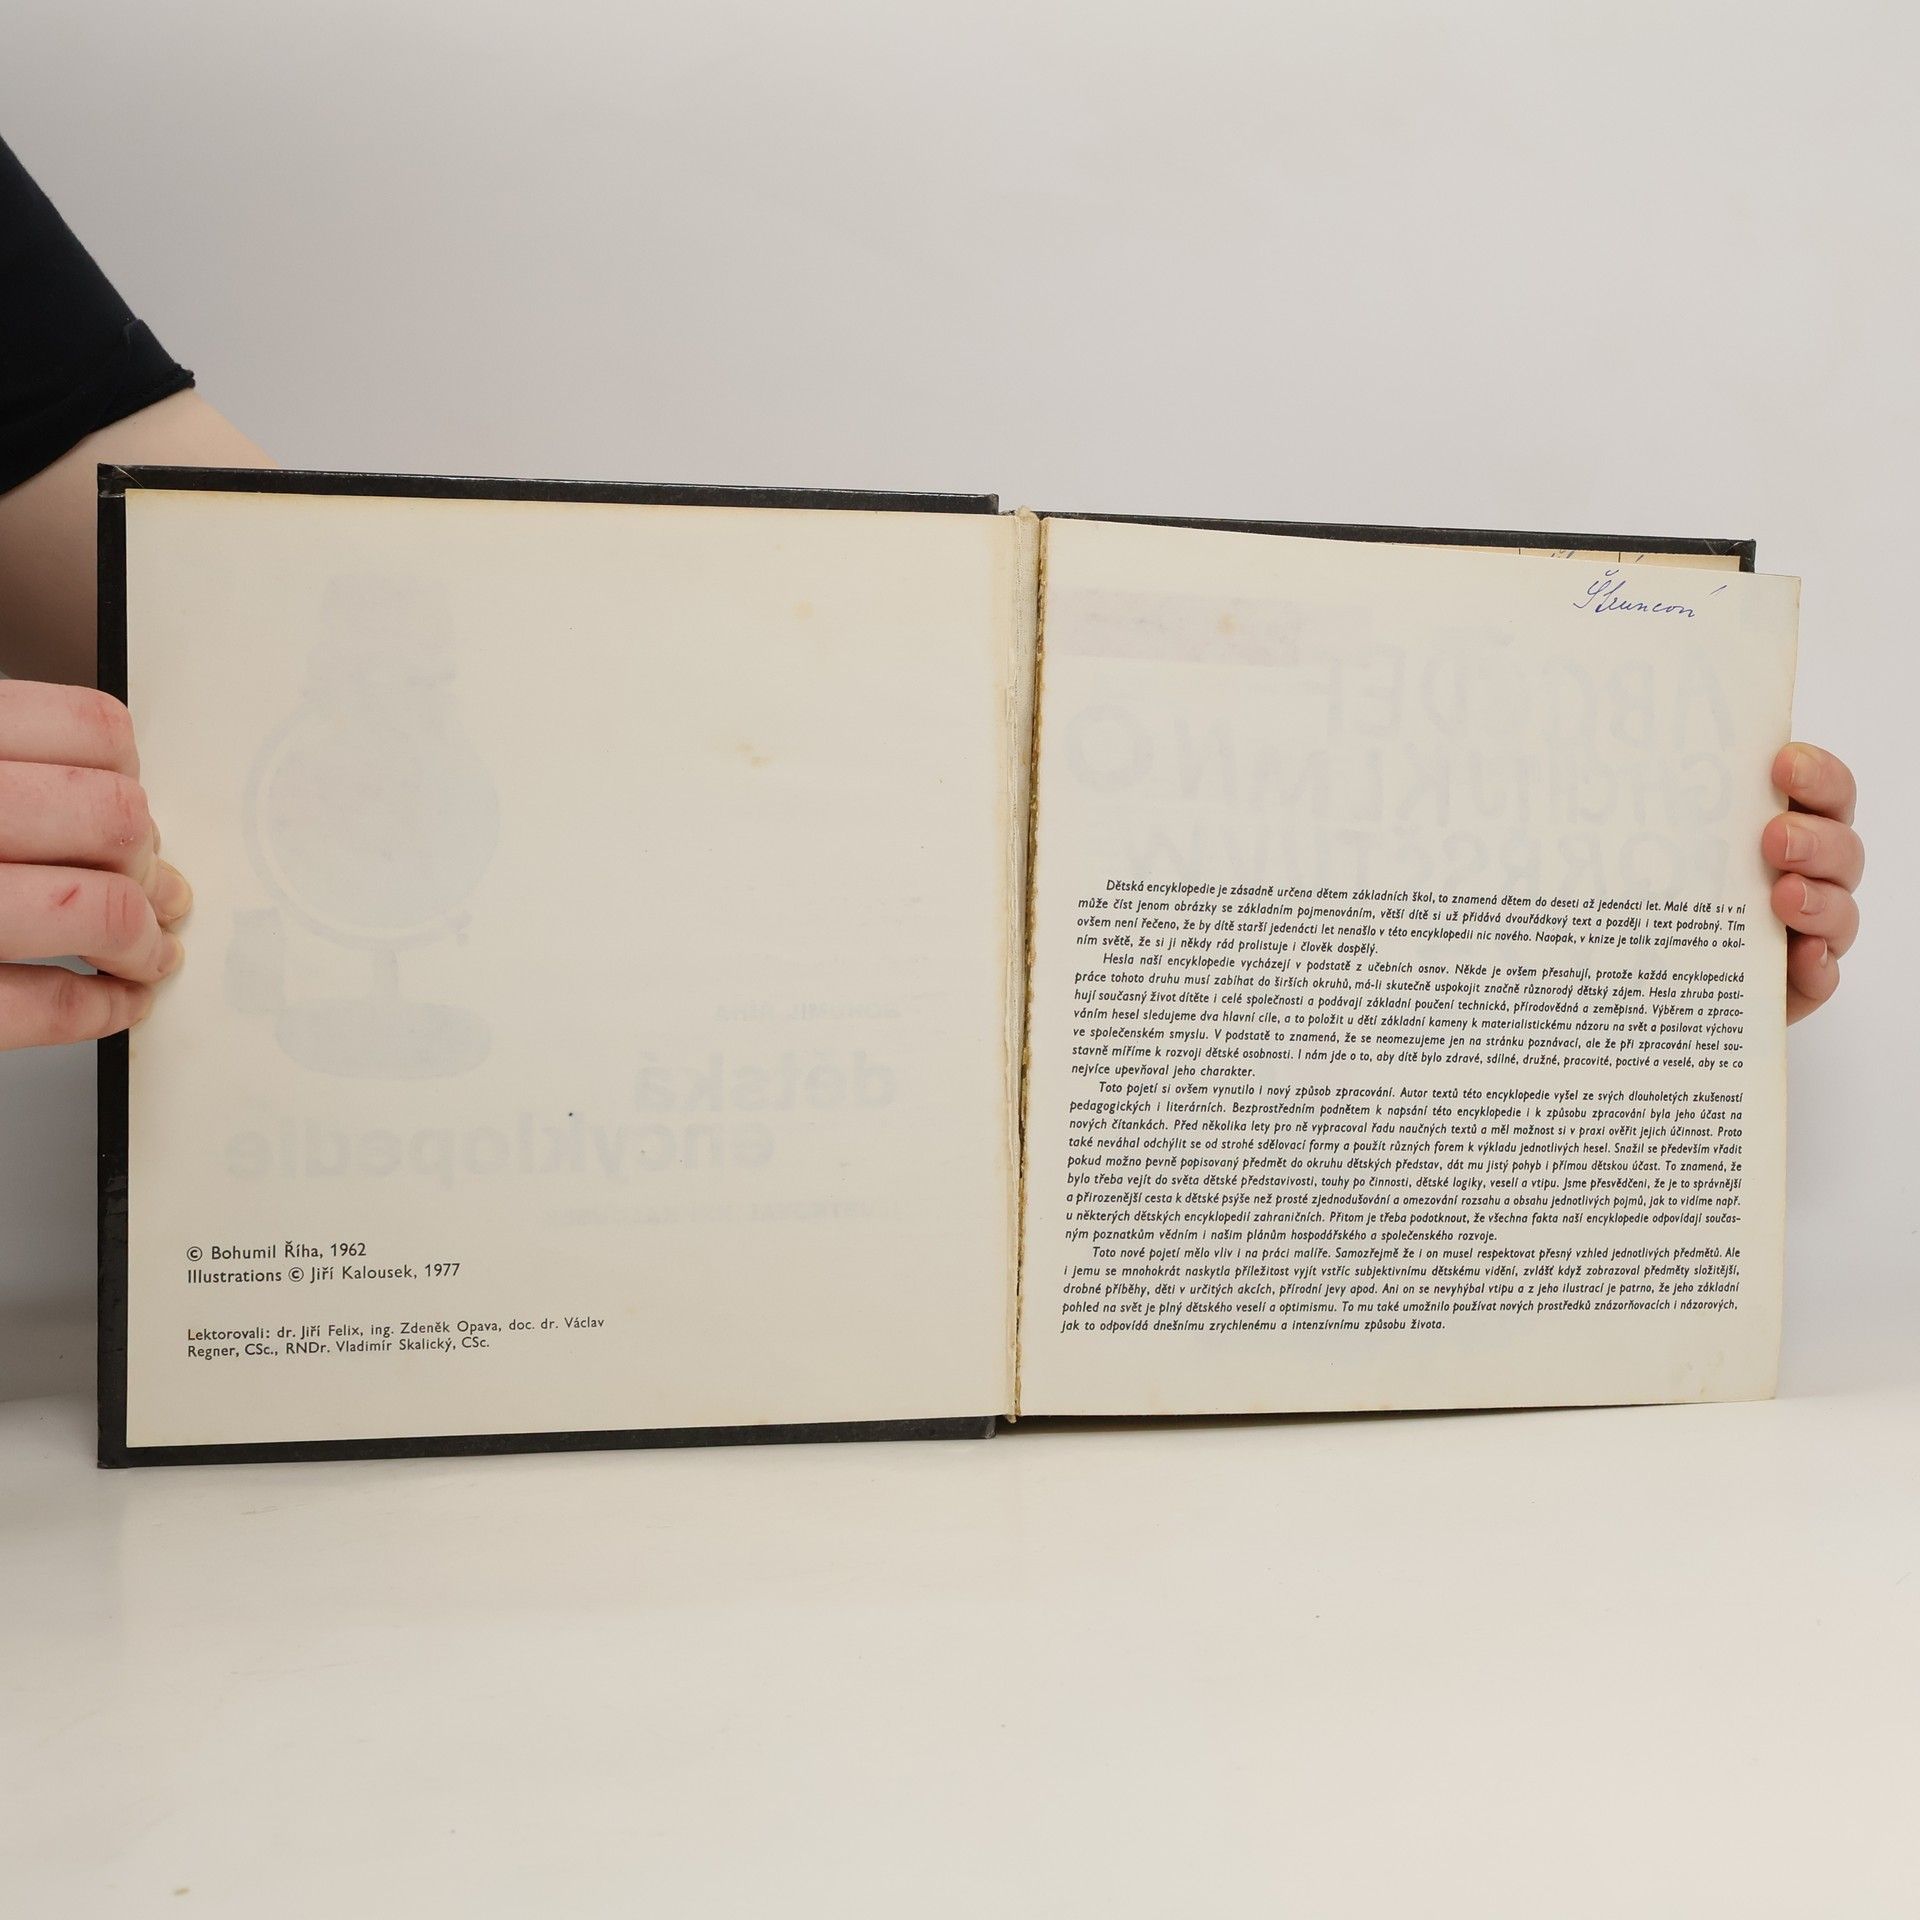 © Bohumil Říha, 1962
Illustrations © Jiří Kalousek, 1977
Lektorovali: dr. Jiří Felix, ing. Zdeněk Opava, doc. dr. Václav
Regner, CSc., RNDr. Vladimír Skalický, CSc.
Dětská encyklopedie je zásadně určena dětem základních škol, to znamená dětem do deseti až jedenácti let. Malé dítě si v ní
může číst jenom obrázky se základním pojmenováním, větší dítě si už přidává dvouřádkový text a později i text podrobný. Tím
ovšem není řečeno, že by dítě starší jedenácti let nenašlo v této encyklopedii nic nového. Naopak, v knize je tolik zajímavého o okol-
ním světě, že si ji někdy rád prolistuje i člověk dospělý.
Hesla naší encyklopedie vycházejí v podstatě z učebních osnov. Někde je ovšem přesahují, protože každá encyklopedická
práce tohoto druhu musí zabíhat do širších okruhů, má-li skutečně uspokojit značně různorodý dětský zájem. Hesla zhruba posti-
hují současný život dítěte i celé společnosti a podávají základní poučení technická, přírodovědná a zeměpisná. Výběrem a zpraco-
váním hesel sledujeme dva hlavní cíle, a to položit u dětí základní kameny k materialistickému názoru na svět a posilovat výchovu
ve společenském smyslu. V podstatě to znamená, že se neomezujeme jen na stránku poznávací, ale že při zpracování hesel sou-
stavně míříme k rozvoji dětské osobnosti. I nám jde o to, aby dítě bylo zdravé, sdílné, družné, pracovité, poctivé a veselé, aby se co
nejvíce upevňoval jeho charakter.
Toto pojetí si ovšem vynutilo i nový způsob zpracování. Autor textů této encyklopedie vyšel ze svých dlouholetých zkušeností
pedagogických i literárních. Bezprostředním podnětem k napsání této encyklopedie i k způsobu zpracování byla jeho účast na
nových čítankách. Před několika lety pro ně vypracoval řadu naučných textů a měl možnost si v praxi ověřit jejich účinnost. Proto
také neváhal odchýlit se od strohé sdělovací formy a použít různých forem k výkladu jednotlivých hesel. Snažil se především vřadit
pokud možno pevně popisovaný předmět do okruhu dětských představ, dát mu jistý pohyb i přímou dětskou účast. To znamená, že
bylo třeba vejít do světa dětské představivosti, touhy po činnosti, dětské logiky, veselí a vtipu. Jsme přesvědčeni, že je to správnější
a přirozenější cesta k dětské psýše než prosté zjednodušování a omezování rozsahu a obsahu jednotlivých pojmů, jak to vidíme např.
u některých dětských encyklopedií zahraničních. Přitom je třeba podotknout, že všechna fakta naší encyklopedie odpovídají součas-
ným poznatkům vědním i našim plánům hospodářského a společenského rozvoje.
Toto nové pojetí mělo vliv i na práci malíře. Samozřejmě že i on musel respektovat přesný vzhled jednotlivých předmětů. Ale
i jemu se mnohokrát naskytla příležitost vyjít vstříc subjektivnímu dětskému vidění, zvlášť když zobrazoval předměty složitější,
drobné příběhy, děti v určitých akcích, přírodní jevy apod. Ani on se nevyhýbal vtipu a z jeho ilustrací je patrno, že jeho základní
pohled na svět je plný dětského veselí a optimismu. To mu také umožnilo používat nových prostředků znázorňovacích i názorových,
jak to odpovídá dnešnímu zrychlenému a intenzívnímu způsobu života.